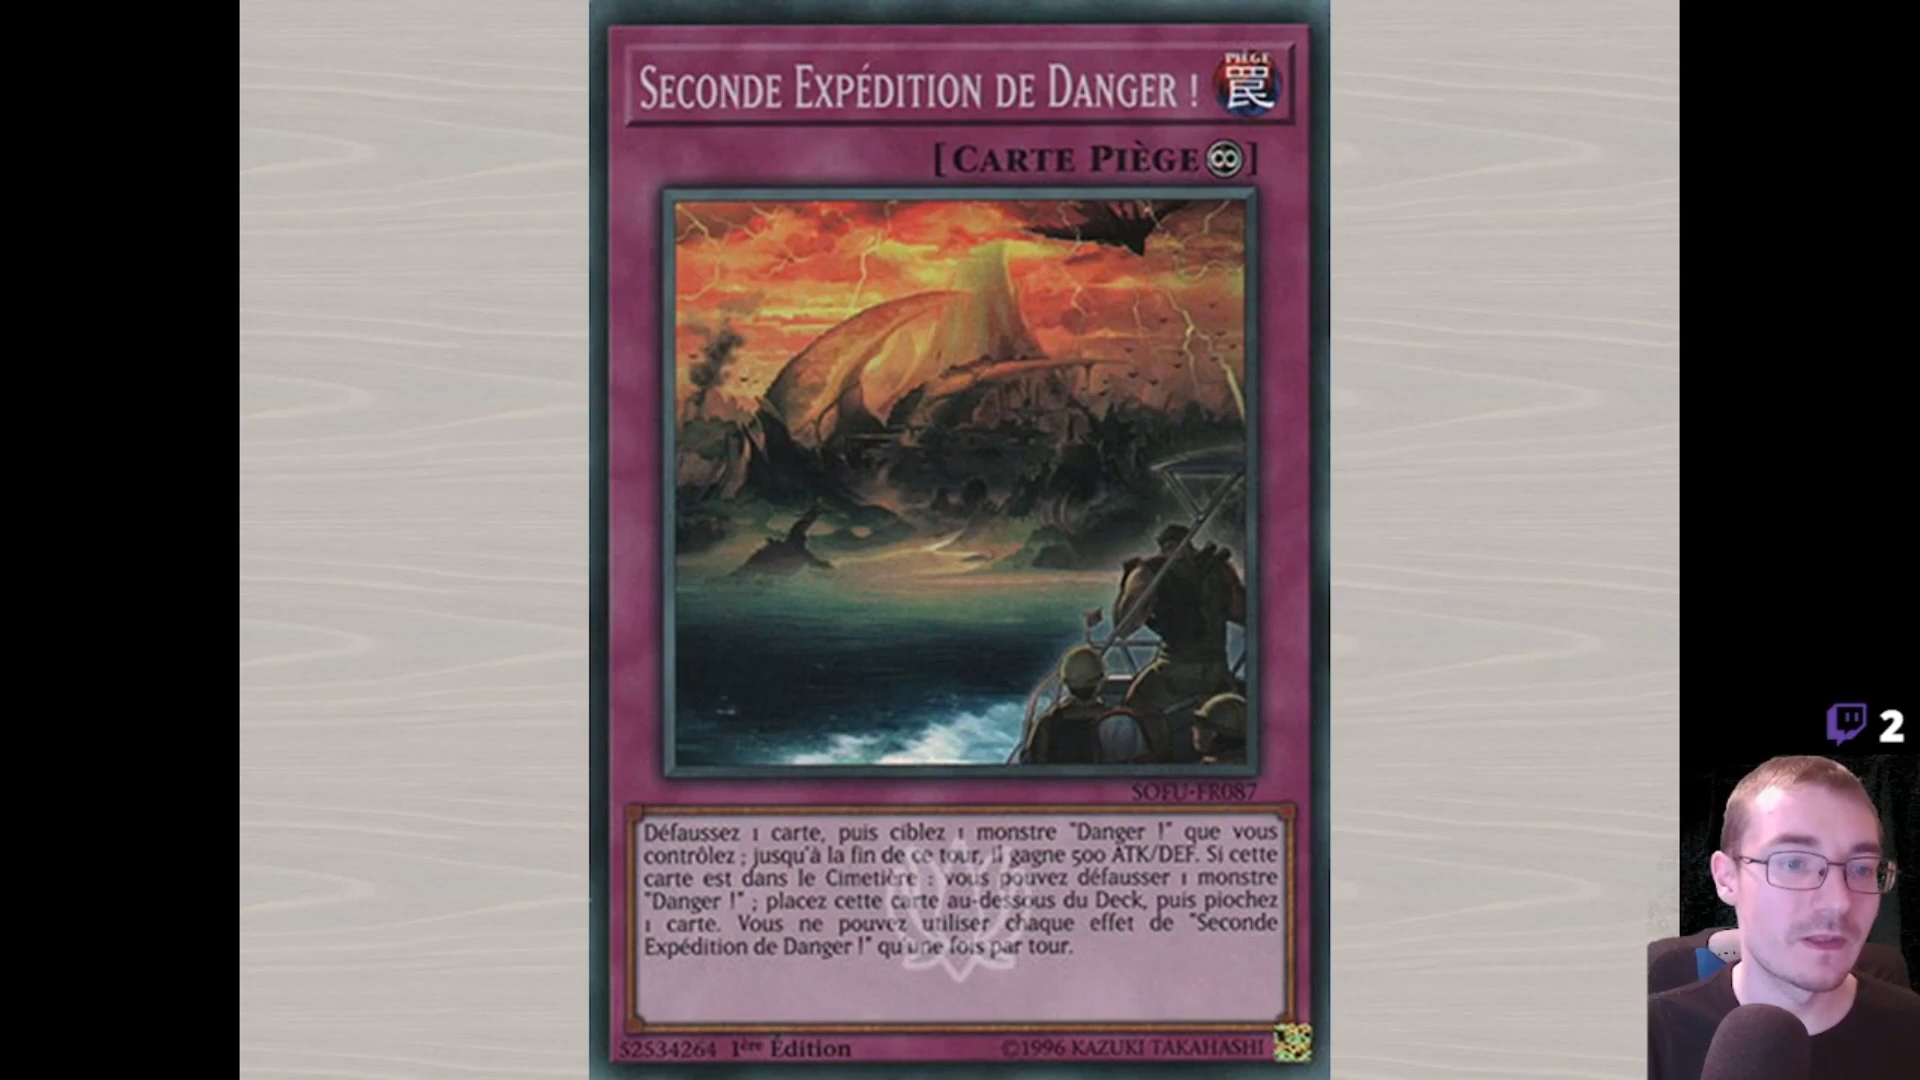 SECONDE EXPÉDITION DE DANGER !
PIÈGE
罠
[CARTE PIÈGE]
SOFU-FR087
Défaussez 1 carte, puis ciblez 1 monstre "Danger !" que vous
contrôlez ; jusqu'à la fin de ce tour, il gagne 500 ATK/DEF. Si cette
carte est dans le Cimetière : vous pouvez défausser 1 monstre
"Danger !" ; placez cette carte au-dessous du Deck, puis piochez
1 carte. Vous ne pouvez utiliser chaque effet de "Seconde
Expédition de Danger !" qu'une fois par tour.
52534264 1ère Édition
©1996 KAZUKI TAKAHASHI
2